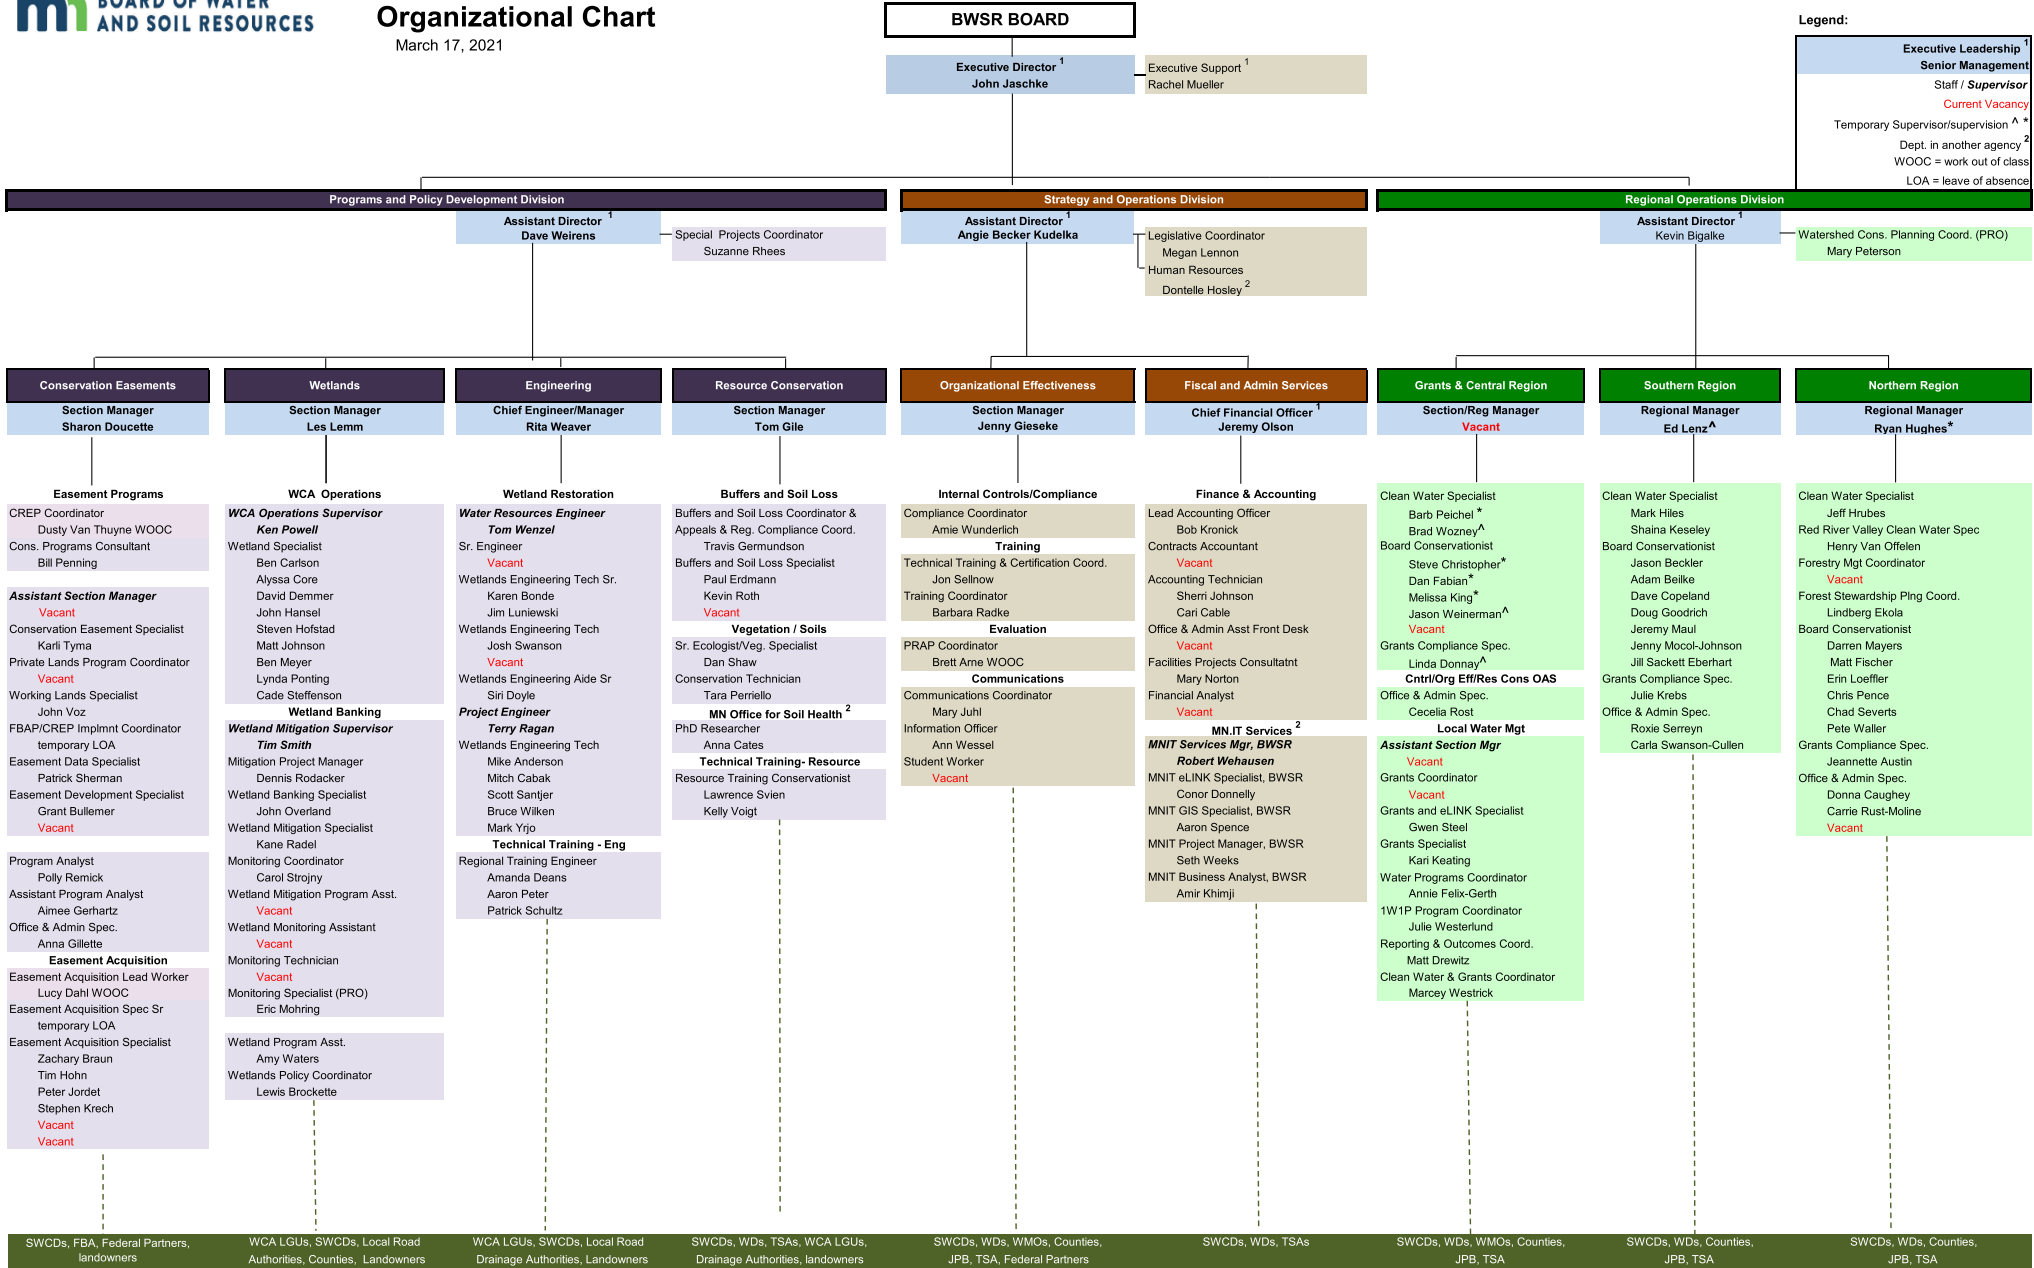 BOARD OF WATER
AND SOIL RESOURCES
Organizational Chart
March 17, 2021
BWSR BOARD
Executive Director 1
John Jaschke
Executive Support 1
Rachel Mueller
Legend:
Executive Leadership 1
Senior Management
Staff / Supervisor
Current Vacancy
Temporary Supervisor/supervision ^ *
Dept. in another agency 2
WOOC = work out of class
LOA = leave of absence
Programs and Policy Development Division
Assistant Director 1
Dave Weirens
Special Projects Coordinator
Suzanne Rhees
Strategy and Operations Division
Assistant Director 1
Angie Becker Kudelka
Legislative Coordinator
Megan Lennon
Human Resources
Dontelle Hosley 2
Regional Operations Division
Assistant Director 1
Kevin Bigalke
Watershed Cons. Planning Coord. (PRO)
Mary Peterson
Conservation Easements
Section Manager
Sharon Doucette
Easement Programs
CREP Coordinator
Dusty Van Thuyne WOOC
Cons. Programs Consultant
Bill Penning
Assistant Section Manager
Vacant
Conservation Easement Specialist
Karli Tyma
Private Lands Program Coordinator
Vacant
Working Lands Specialist
John Voz
FBAP/CREP Implmnt Coordinator
temporary LOA
Easement Data Specialist
Patrick Sherman
Easement Development Specialist
Grant Bullemer
Vacant
Program Analyst
Polly Remick
Assistant Program Analyst
Aimee Gerhartz
Office & Admin Spec.
Anna Gillette
Easement Acquisition
Easement Acquisition Lead Worker
Lucy Dahl WOOC
Easement Acquisition Spec Sr
temporary LOA
Easement Acquisition Specialist
Zachary Braun
Tim Hohn
Peter Jordet
Stephen Krech
Vacant
Vacant
SWCDs, FBA, Federal Partners,
landowners
Wetlands
Section Manager
Les Lemm
WCA Operations
WCA Operations Supervisor
Ken Powell
Wetland Specialist
Ben Carlson
Alyssa Core
David Demmer
John Hansel
Steven Hofstad
Matt Johnson
Ben Meyer
Lynda Ponting
Cade Steffenson
Wetland Banking
Wetland Mitigation Supervisor
Tim Smith
Mitigation Project Manager
Dennis Rodacker
Wetland Banking Specialist
John Overland
Wetland Mitigation Specialist
Kane Radel
Monitoring Coordinator
Carol Strojny
Wetland Mitigation Program Asst.
Vacant
Wetland Monitoring Assistant
Vacant
Monitoring Technician
Vacant
Monitoring Specialist (PRO)
Eric Mohring
Wetland Program Asst.
Amy Waters
Wetlands Policy Coordinator
Lewis Brockette
WCA LGUs, SWCDs, Local Road
Authorities, Counties, Landowners
Engineering
Chief Engineer/Manager
Rita Weaver
Wetland Restoration
Water Resources Engineer
Tom Wenzel
Sr. Engineer
Vacant
Wetlands Engineering Tech Sr.
Karen Bonde
Jim Luniewski
Wetlands Engineering Tech
Josh Swanson
Vacant
Wetlands Engineering Aide Sr
Siri Doyle
Project Engineer
Terry Ragan
Wetlands Engineering Tech
Mike Anderson
Mitch Cabak
Scott Santjer
Bruce Wilken
Mark Yrjo
Technical Training - Eng
Regional Training Engineer
Amanda Deans
Aaron Peter
Patrick Schultz
WCA LGUs, SWCDs, Local Road
Drainage Authorities, Landowners
Resource Conservation
Section Manager
Tom Gile
Buffers and Soil Loss
Buffers and Soil Loss Coordinator &
Appeals & Reg. Compliance Coord.
Travis Germundson
Buffers and Soil Loss Specialist
Paul Erdmann
Kevin Roth
Vacant
Vegetation / Soils
Sr. Ecologist/Veg. Specialist
Dan Shaw
Conservation Technician
Tara Perriello
MN Office for Soil Health 2
PhD Researcher
Anna Cates
Technical Training- Resource
Resource Training Conservationist
Lawrence Svien
Kelly Voigt
SWCDs, WDs, TSAs, WCA LGUs,
Drainage Authorities, landowners
Organizational Effectiveness
Section Manager
Jenny Gieseke
Internal Controls/Compliance
Compliance Coordinator
Amie Wunderlich
Training
Technical Training & Certification Coord.
Jon Sellnow
Training Coordinator
Barbara Radke
Evaluation
PRAP Coordinator
Brett Arne WOOC
Communications
Communications Coordinator
Mary Juhl
Information Officer
Ann Wessel
Student Worker
Vacant
SWCDs, WDs, WMOs, Counties,
JPB, TSA, Federal Partners
Fiscal and Admin Services
Chief Financial Officer 1
Jeremy Olson
Finance & Accounting
Lead Accounting Officer
Bob Kronick
Contracts Accountant
Vacant
Accounting Technician
Sherri Johnson
Cari Cable
Office & Admin Asst Front Desk
Vacant
Facilities Projects Consultatnt
Mary Norton
Financial Analyst
Vacant
MN.IT Services 2
MNIT Services Mgr, BWSR
Robert Wehausen
MNIT eLINK Specialist, BWSR
Conor Donnelly
MNIT GIS Specialist, BWSR
Aaron Spence
MNIT Project Manager, BWSR
Seth Weeks
MNIT Business Analyst, BWSR
Amir Khimji
SWCDs, WDs, TSAs
Grants & Central Region
Section/Reg Manager
Vacant
Clean Water Specialist
Barb Peichel *
Brad Wozney^
Board Conservationist
Steve Christopher*
Dan Fabian*
Melissa King*
Jason Weinerman^
Vacant
Grants Compliance Spec.
Linda Donnay^
Cntrl/Org Eff/Res Cons OAS
Office & Admin Spec.
Cecelia Rost
Local Water Mgt
Assistant Section Mgr
Vacant
Grants Coordinator
Vacant
Grants and eLINK Specialist
Gwen Steel
Grants Specialist
Kari Keating
Water Programs Coordinator
Annie Felix-Gerth
1W1P Program Coordinator
Julie Westerlund
Reporting & Outcomes Coord.
Matt Drewitz
Clean Water & Grants Coordinator
Marcey Westrick
SWCDs, WDs, WMOs, Counties,
JPB, TSA
Southern Region
Regional Manager
Ed Lenz^
Clean Water Specialist
Mark Hiles
Shaina Keseley
Board Conservationist
Jason Beckler
Adam Beilke
Dave Copeland
Doug Goodrich
Jeremy Maul
Jenny Mocol-Johnson
Jill Sackett Eberhart
Grants Compliance Spec.
Julie Krebs
Office & Admin Spec.
Roxie Serreyn
Carla Swanson-Cullen
SWCDs, WDs, Counties,
JPB, TSA
Northern Region
Regional Manager
Ryan Hughes*
Clean Water Specialist
Jeff Hrubes
Red River Valley Clean Water Spec
Henry Van Offelen
Forestry Mgt Coordinator
Vacant
Forest Stewardship Plng Coord.
Lindberg Ekola
Board Conservationist
Darren Mayers
Matt Fischer
Erin Loeffler
Chris Pence
Chad Severts
Pete Waller
Grants Compliance Spec.
Jeannette Austin
Office & Admin Spec.
Donna Caughey
Carrie Rust-Moline
Vacant
SWCDs, WDs, Counties,
JPB, TSA